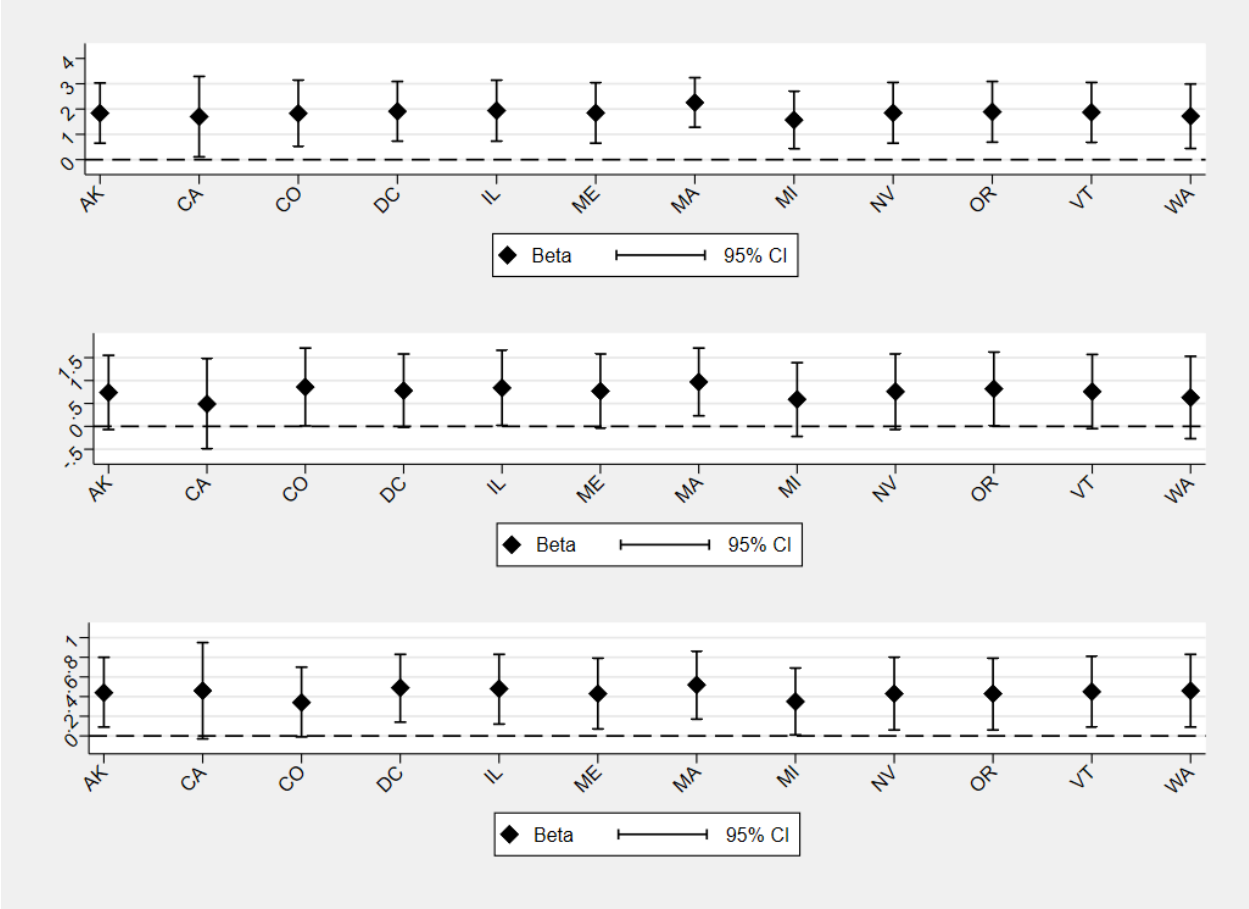 4
3
2
1
0
AK CA CO DC IL ME MA MI NV OR VT WA
Beta 95% CI
1.5
1
.5
0
-.5
AK CA CO DC IL ME MA MI NV OR VT WA
Beta 95% CI
1
.8
.6
.4
.2
0
AK CA CO DC IL ME MA MI NV OR VT WA
Beta 95% CI